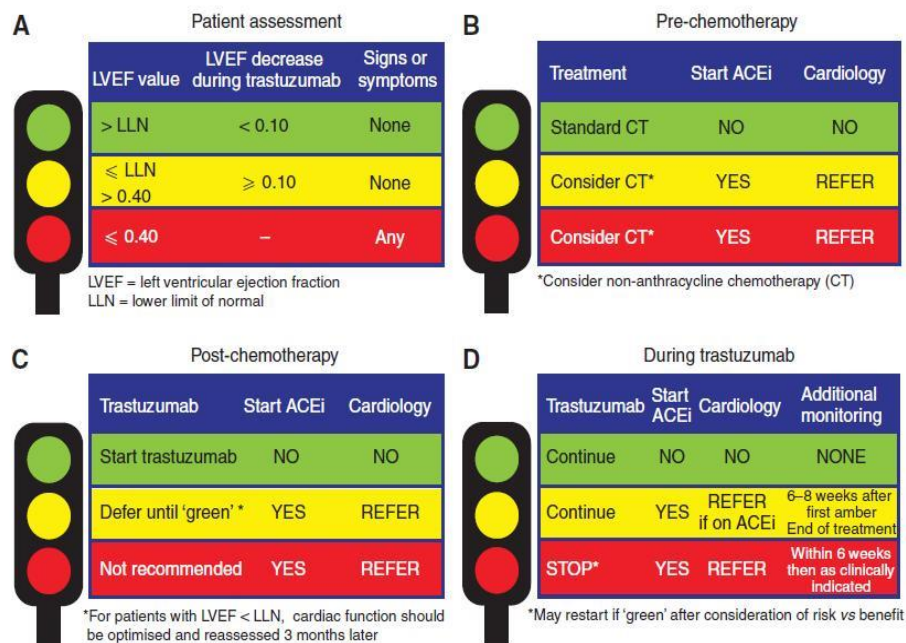 A Patient assessment
LVEF value LVEF decrease during trastuzumab Signs or symptoms
> LLN < 0.10 None
⩽ LLN > 0.40 ⩾ 0.10 None
⩽ 0.40 – Any
LVEF = left ventricular ejection fraction
LLN = lower limit of normal
B Pre-chemotherapy
Treatment Start ACEi Cardiology
Standard CT NO NO
Consider CT* YES REFER
Consider CT* YES REFER
*Consider non-anthracycline chemotherapy (CT)
C Post-chemotherapy
Trastuzumab Start ACEi Cardiology
Start trastuzumab NO NO
Defer until ‘green’ * YES REFER
Not recommended YES REFER
*For patients with LVEF < LLN, cardiac function should
be optimised and reassessed 3 months later
D During trastuzumab
Trastuzumab Start ACEi Cardiology Additional monitoring
Continue NO NO NONE
Continue YES REFER if on ACEi 6–8 weeks after first amber End of treatment
STOP* YES REFER Within 6 weeks then as clinically indicated
*May restart if ‘green’ after consideration of risk vs benefit